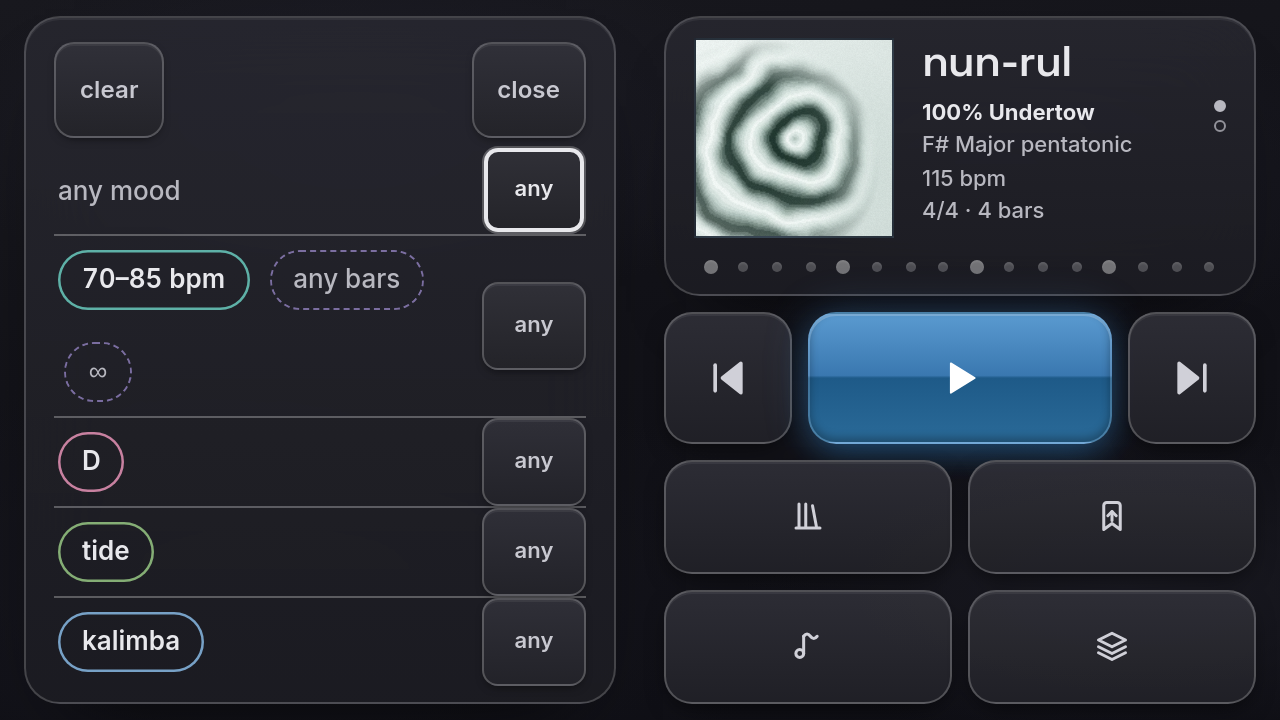 clear
close
any mood
any
70–85 bpm
any bars
∞
any
D
any
tide
any
kalimba
any
nun-rul
100% Undertow
F# Major pentatonic
115 bpm
4/4 · 4 bars